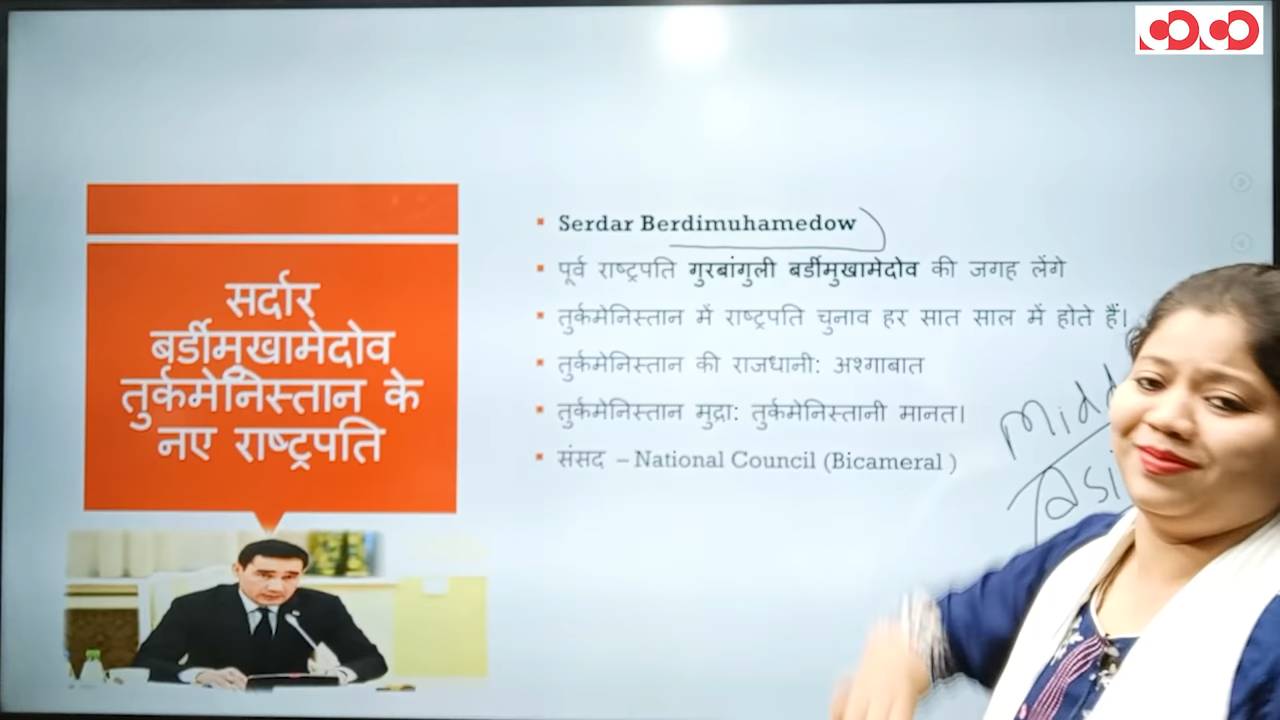 सर्दार
बर्डीमुखामेदोव
तुर्कमेनिस्तान के
नए राष्ट्रपति
Serdar Berdimuhamedow
पूर्व राष्ट्रपति गुरबांगुली बर्डीमुखामेदोव की जगह लेंगे
तुर्कमेनिस्तान में राष्ट्रपति चुनाव हर सात साल में होते हैं।
तुर्कमेनिस्तान की राजधानी: अश्गाबात
तुर्कमेनिस्तान मुद्रा: तुर्कमेनिस्तानी मानत।
संसद – National Council (Bicameral )